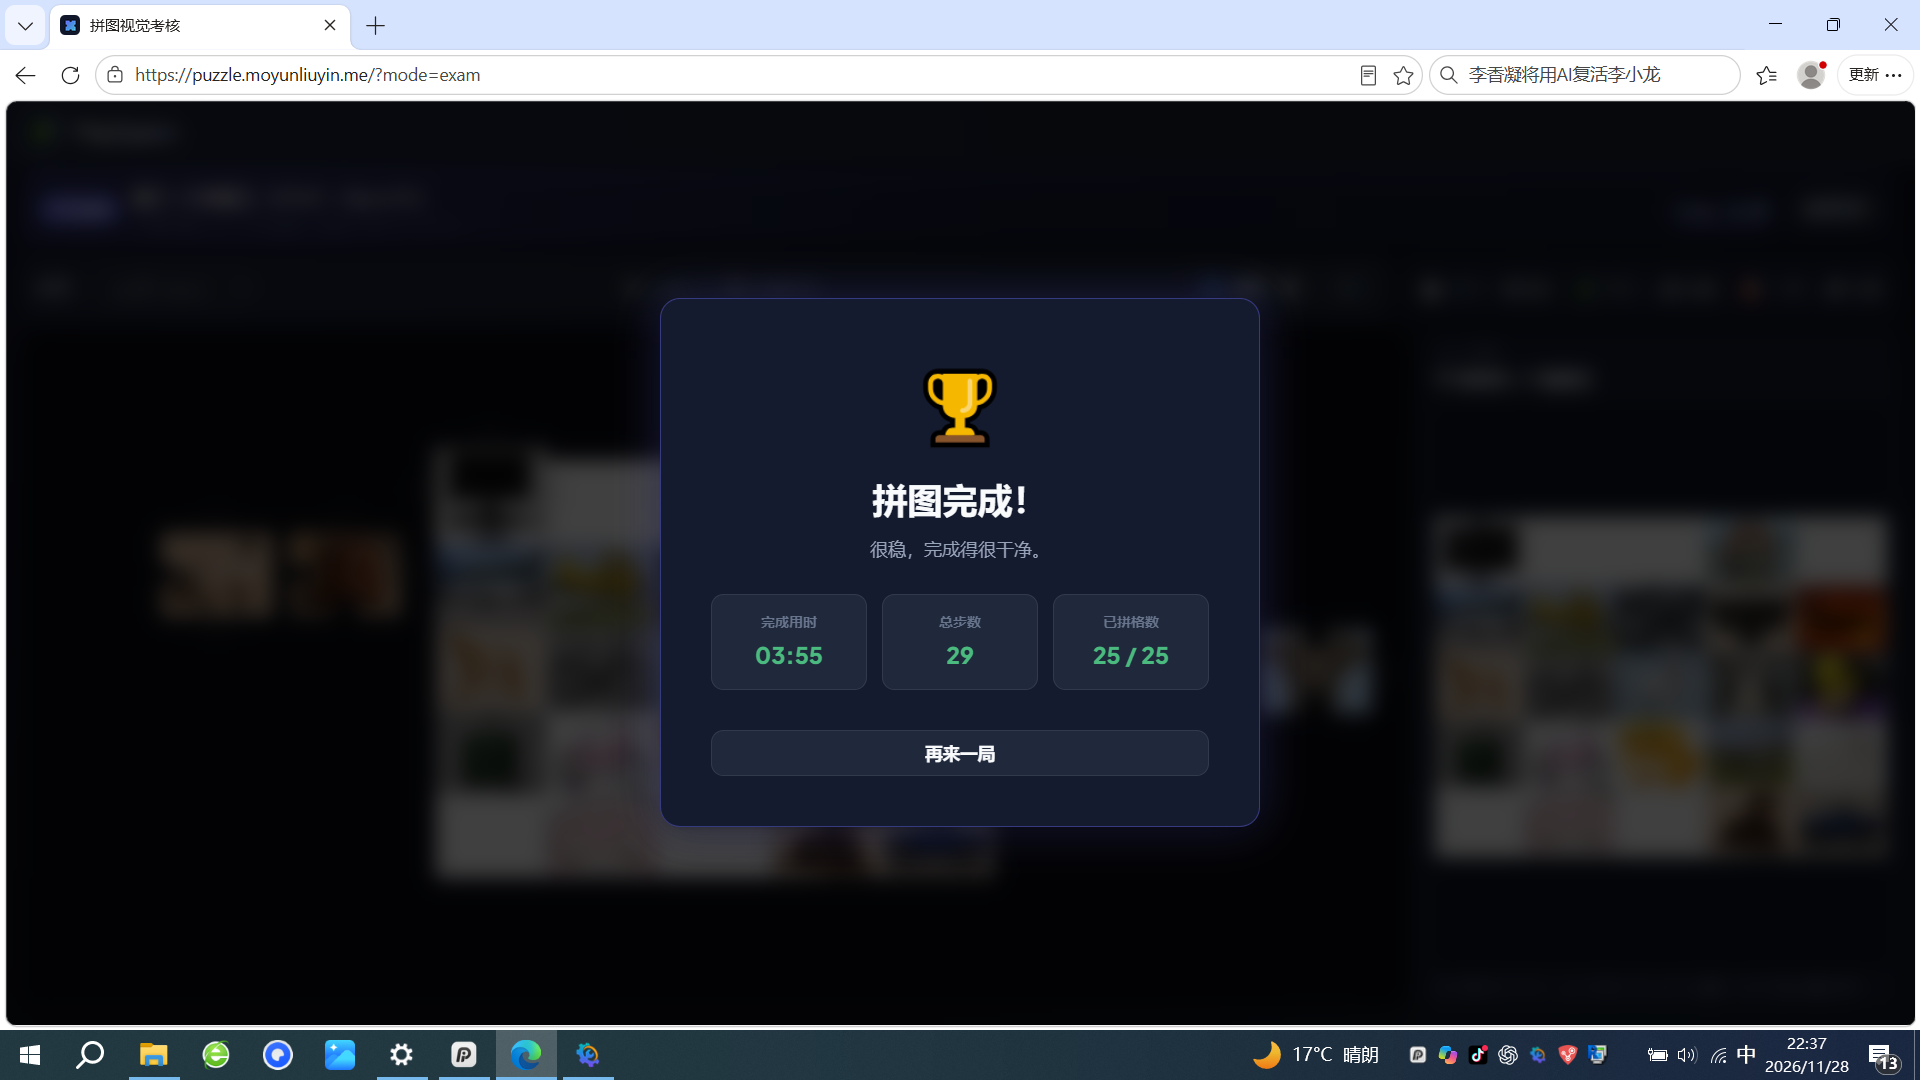 拼图视觉考核
https://puzzle.moyunliuyin.me/?mode=exam
李香凝将用AI复活李小龙
更新
拼图完成！
很稳，完成得很干净。
完成用时
03:55
总步数
29
已拼格数
25 / 25
再来一局
17°C 晴朗
中
22:37
2026/11/28
13